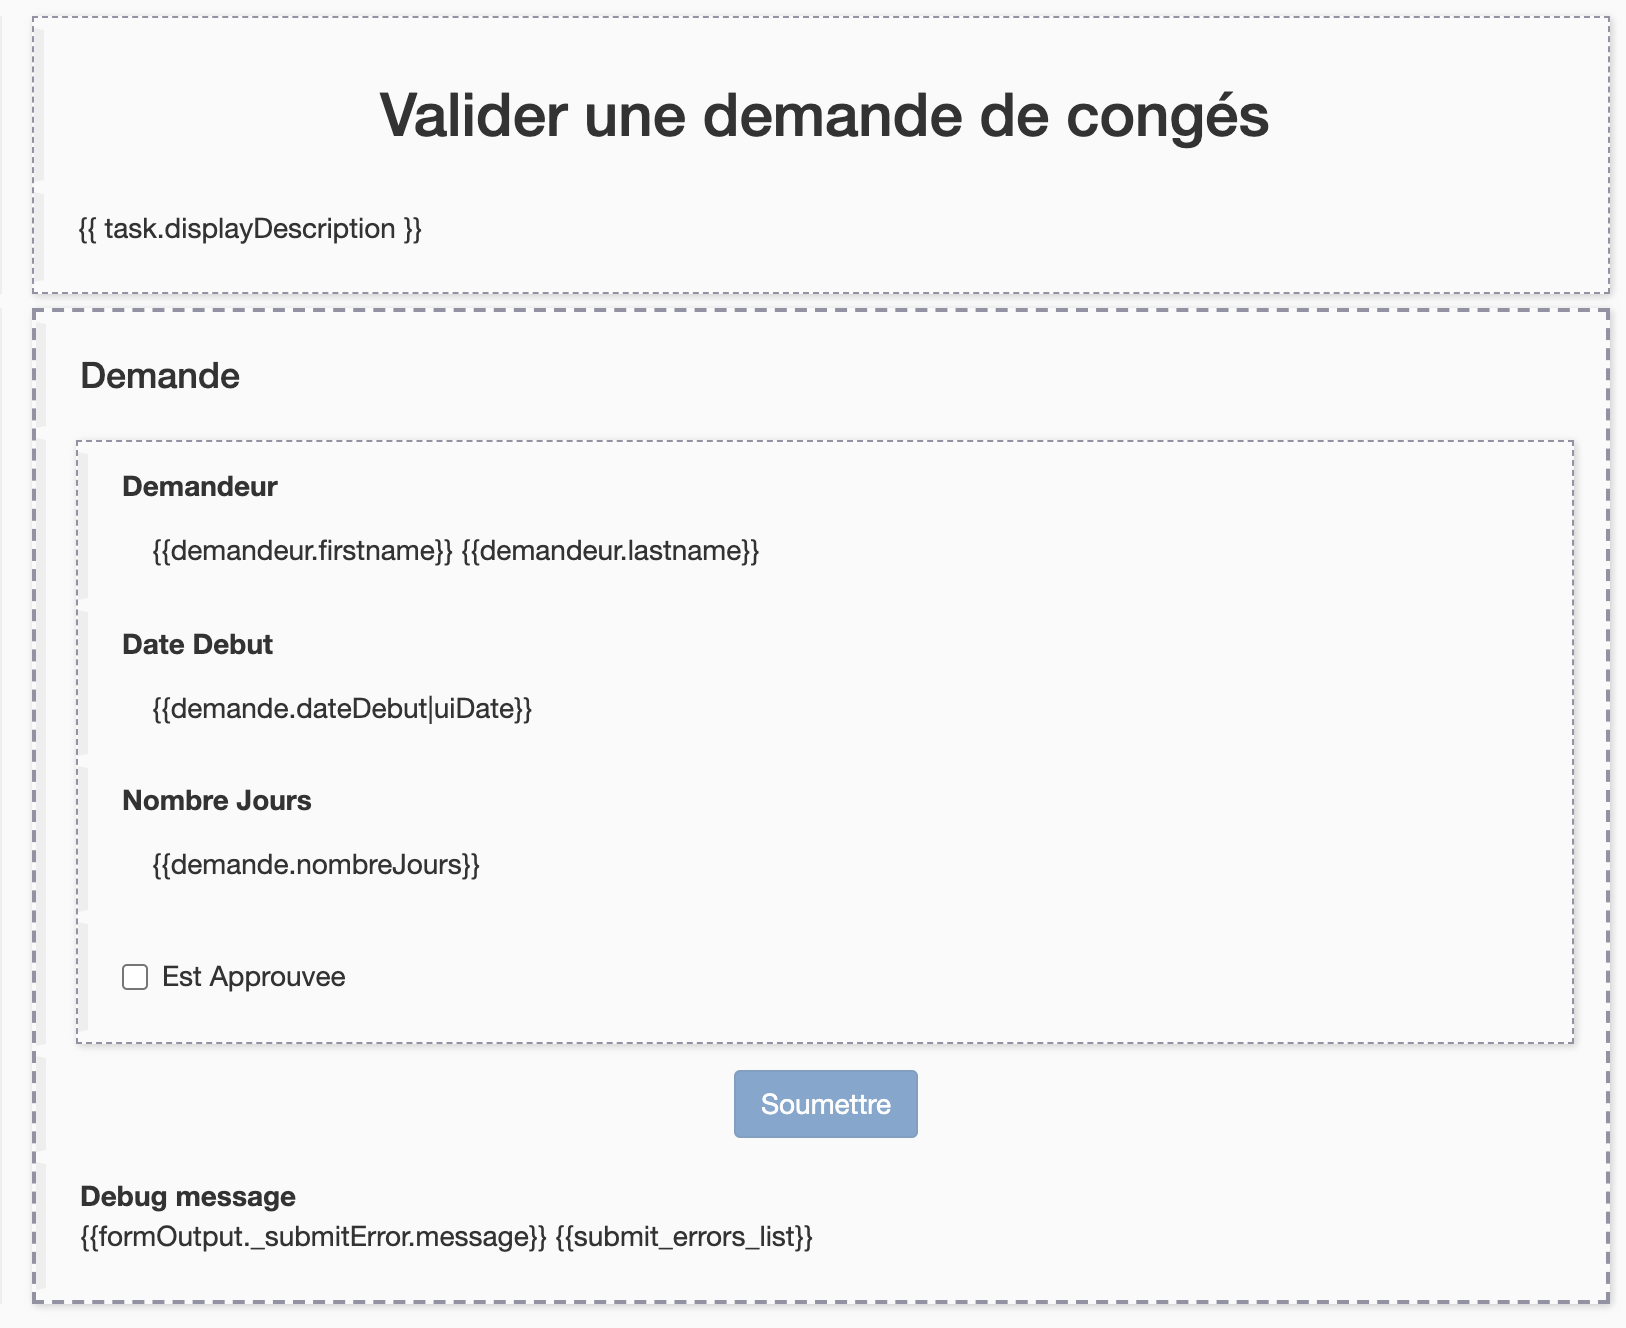 Valider une demande de congés
{{ task.displayDescription }}
Demande
Demandeur
{{demandeur.firstname}} {{demandeur.lastname}}
Date Debut
{{demande.dateDebut|uiDate}}
Nombre Jours
{{demande.nombreJours}}
Est Approuvee
Soumettre
Debug message
{{formOutput._submitError.message}} {{submit_errors_list}}